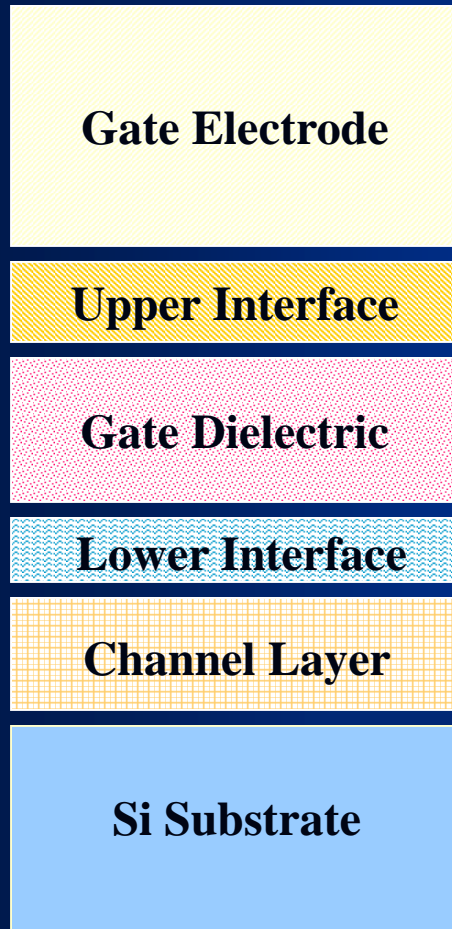 Gate Electrode
Upper Interface
Gate Dielectric
Lower Interface
Channel Layer
Si Substrate